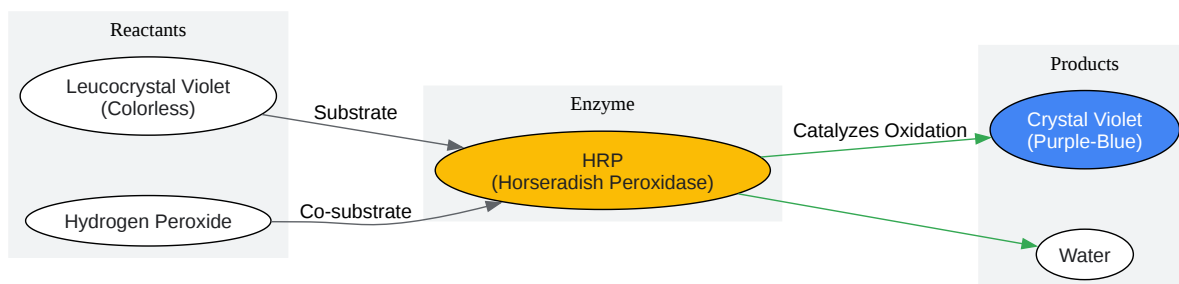 Reactants
Leucocrystal Violet
(Colorless)
Hydrogen Peroxide
Substrate
Co-substrate
Enzyme
HRP
(Horseradish Peroxidase)
Catalyzes Oxidation
Products
Crystal Violet
(Purple-Blue)
Water